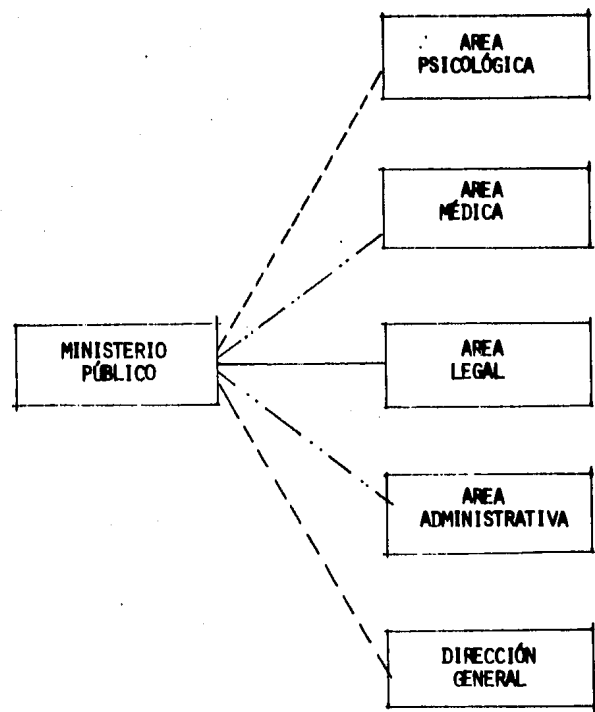 AREA
PSICOLÓGICA
AREA
MÉDICA
MINISTERIO
PÚBLICO
AREA
LEGAL
AREA
ADMINISTRATIVA
DIRECCIÓN
GENERAL